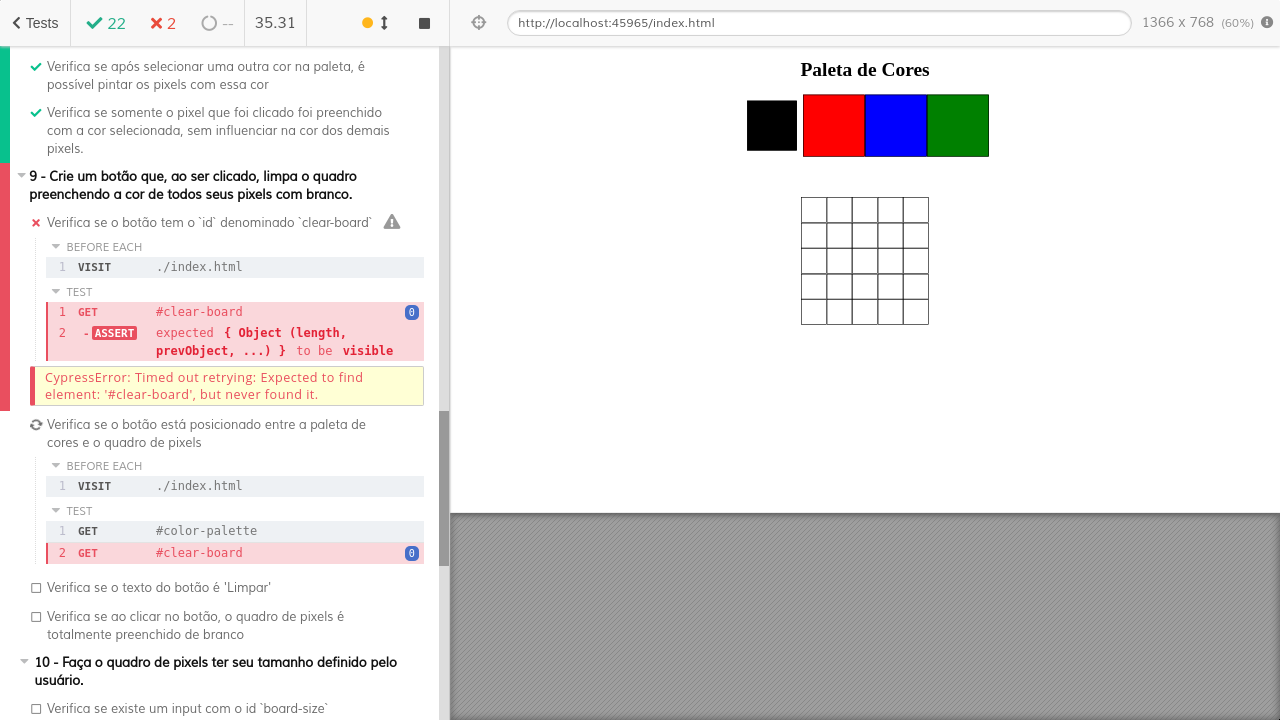 Tests 22 2 -- 35.31 http://localhost:45965/index.html 1366 x 768 (60%)
Verifica se após selecionar uma outra cor na paleta, é
possível pintar os pixels com essa cor
Verifica se somente o pixel que foi clicado foi preenchido
com a cor selecionada, sem influenciar na cor dos demais
pixels.
9 - Crie um botão que, ao ser clicado, limpa o quadro
preenchendo a cor de todos seus pixels com branco.
Verifica se o botão tem o `id` denominado `clear-board`
BEFORE EACH
1 VISIT ./index.html
TEST
1 GET #clear-board 0
2 -ASSERT expected { Object (length,
prevObject, ...) } to be visible
CypressError: Timed out retrying: Expected to find
element: '#clear-board', but never found it.
Verifica se o botão está posicionado entre a paleta de
cores e o quadro de pixels
BEFORE EACH
1 VISIT ./index.html
TEST
1 GET #color-palette
2 GET #clear-board 0
Verifica se o texto do botão é 'Limpar'
Verifica se ao clicar no botão, o quadro de pixels é
totalmente preenchido de branco
10 - Faça o quadro de pixels ter seu tamanho definido pelo
usuário.
Verifica se existe um input com o id `board-size`
Paleta de Cores